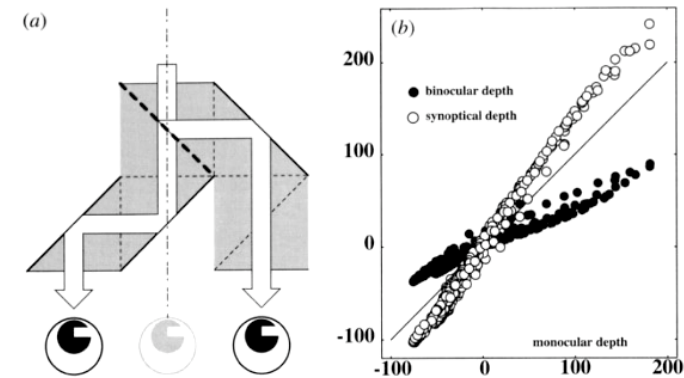 (a)
(b)
200
binocular depth
synoptical depth
100
0
-100
monocular depth
-100 0 100 200